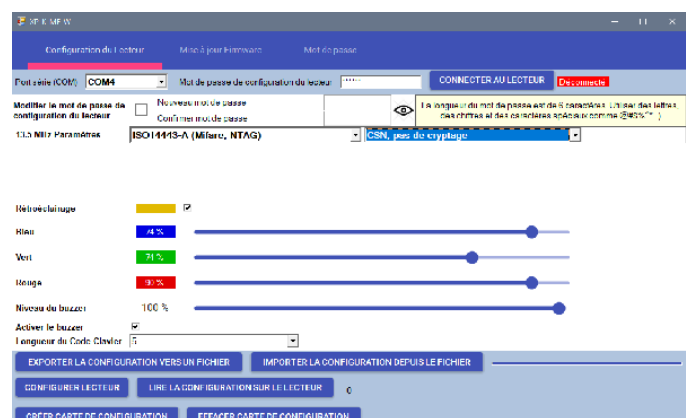 XP-K-MF-W
Configuration du Lecteur Mise à jour Firmware Mot de passe
Port série (COM) COM4 Mot de passe de configuration du lecteur ****** CONNECTER AU LECTEUR Déconnecté
Modifier le mot de passe de configuration du lecteur
Nouveau mot de passe
Confirmer mot de passe
La longueur du mot de passe est de 6 caractères. Utiliser des lettres,
des chiffres et des caractères spéciaux comme
13.5 MHz Paramètres ISO14443-A (Mifare, NTAG) CSN, pas de cryptage
Rétroéclairage
Bleu 74 %
Vert 71 %
Rouge 90 %
Niveau du buzzer 100 %
Activer le buzzer
Longueur du Code Clavier 5
EXPORTER LA CONFIGURATION VERS UN FICHIER IMPORTER LA CONFIGURATION DEPUIS LE FICHIER
CONFIGURER LECTEUR LIRE LA CONFIGURATION SUR LE LECTEUR 0
CRÉER CARTE DE CONFIGURATION EFFACER CARTE DE CONFIGURATION